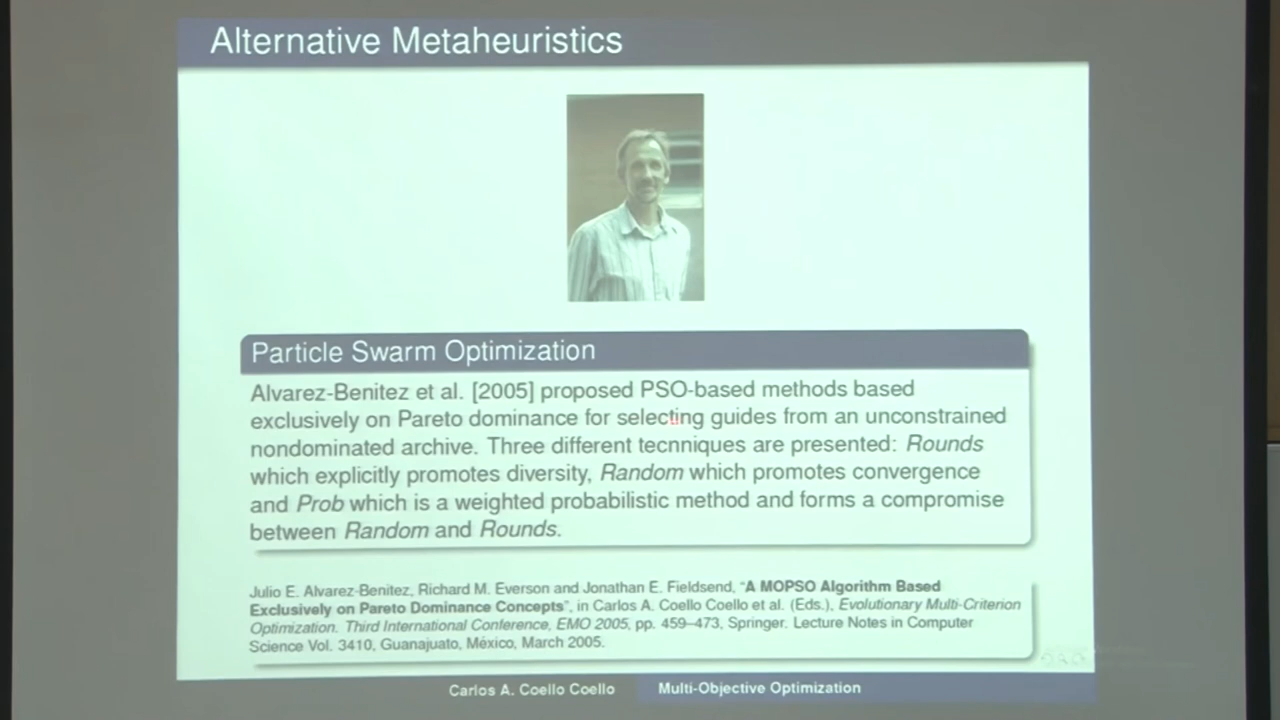 Alternative Metaheuristics
Particle Swarm Optimization
Alvarez-Benitez et al. [2005] proposed PSO-based methods based
exclusively on Pareto dominance for selecting guides from an unconstrained
nondominated archive. Three different tecnniques are presented: Rounds
which explicitly promotes diversity, Random which promotes convergence
and Prob which is a weighted probabilistic method and forms a compromise
between Random and Rounds.
Julio E. Alvarez-Benitez, Richard M. Everson and Jonathan E. Fieldsend, "A MOPSO Algorithm Based
Exclusively on Pareto Dominance Concepts", in Carlos A. Coello Coello et al. (Eds.), Evolutionary Multi-Criterion
Optimization. Third International Conference, EMO 2005, pp. 459–473, Springer. Lecture Notes in Computer
Science Vol. 3410, Guanajuato, México, March 2005.
Carlos A. Coello Coello Multi-Objective Optimization